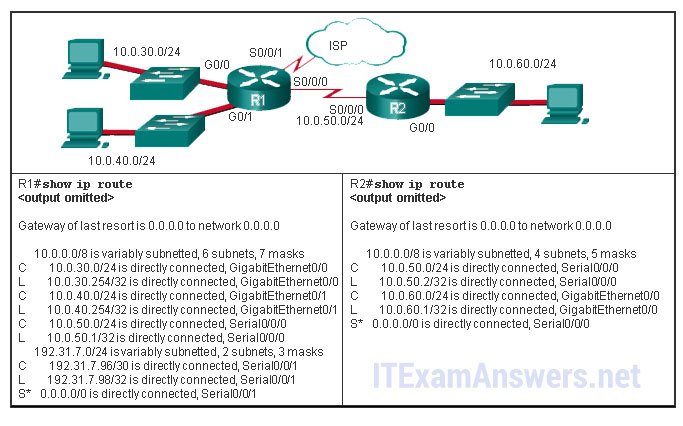 10.0.30.0/24
G0/0
S0/0/1
ISP
10.0.60.0/24
R1
S0/0/0
G0/1
S0/0/0
10.0.50.0/24
R2
G0/0
10.0.40.0/24
R1#show ip route
<output omitted>
Gateway of last resort is 0.0.0.0 to network 0.0.0.0
10.0.0.0/8 is variably subnetted, 6 subnets, 7 masks
C 10.0.30.0/24 is directly connected, GigabitEthernet0/0
L 10.0.30.254/32 is directly connected, GigabitEthernet0/0
C 10.0.40.0/24 is directly connected, GigabitEthernet0/1
L 10.0.40.254/32 is directly connected, GigabitEthernet0/1
C 10.0.50.0/24 is directly connected, Serial0/0/0
L 10.0.50.1/32 is directly connected, Serial0/0/0
192.31.7.0/24 is variably subnetted, 2 subnets, 3 masks
C 192.31.7.96/30 is directly connected, Serial0/0/1
L 192.31.7.98/32 is directly connected, Serial0/0/1
S* 0.0.0.0/0 is directly connected, Serial0/0/1
R2#show ip route
<output omitted>
Gateway of last resort is 0.0.0.0 to network 0.0.0.0
10.0.0.0/8 is variably subnetted, 4 subnets, 5 masks
C 10.0.50.0/24 is directly connected, Serial0/0/0
L 10.0.50.2/32 is directly connected, Serial0/0/0
C 10.0.60.0/24 is directly connected, GigabitEthernet0/0
L 10.0.60.1/32 is directly connected, GigabitEthernet0/0
S* 0.0.0.0/0 is directly connected, Serial0/0/0
ITExamAnswers.net